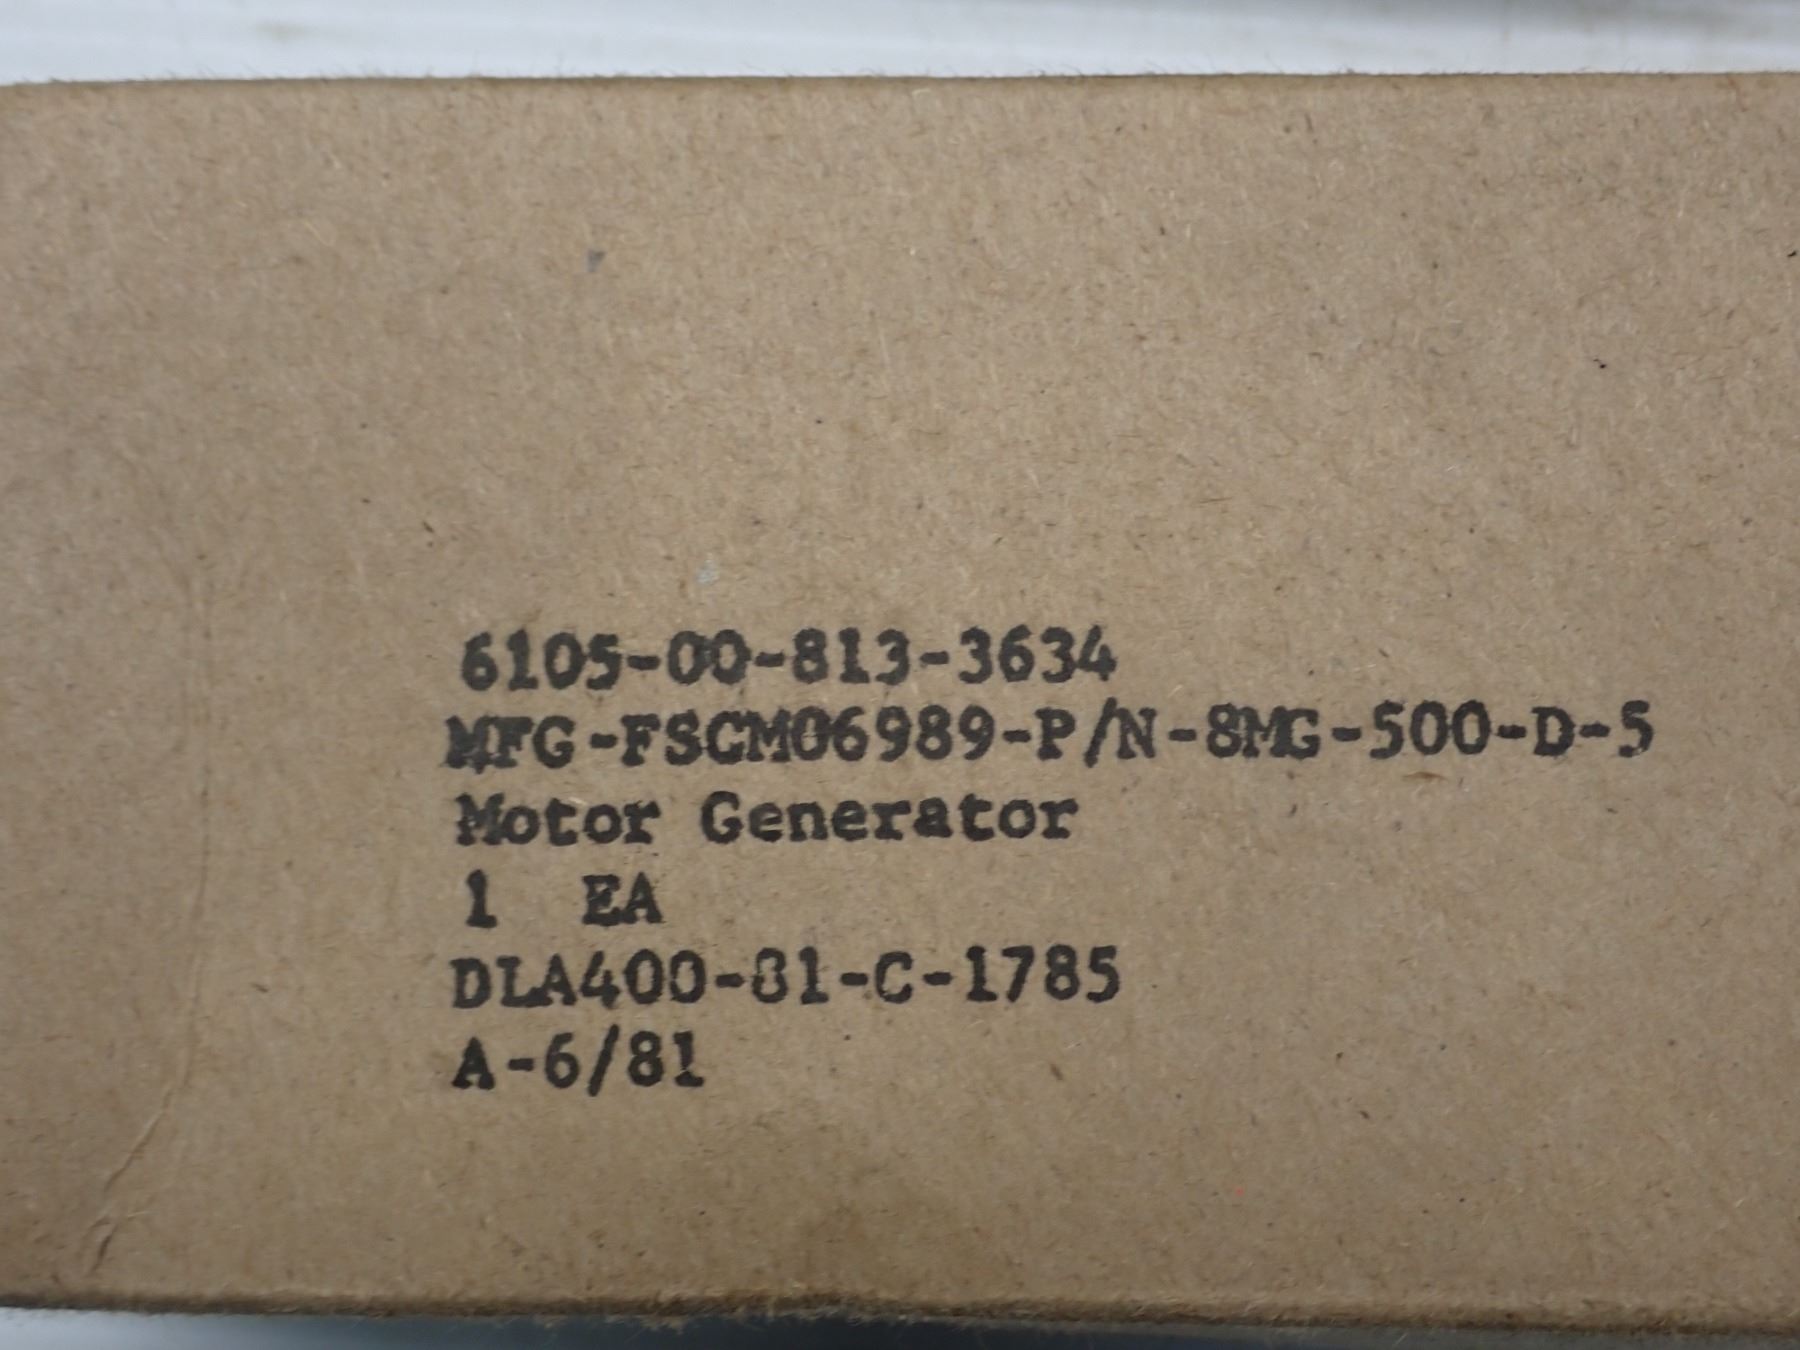 6105-00-813-3634
MFG-FSCM06989-P/N-8MG-500-D-5
Motor Generator
1 EA
DLA400-81-C-1785
A-6/81